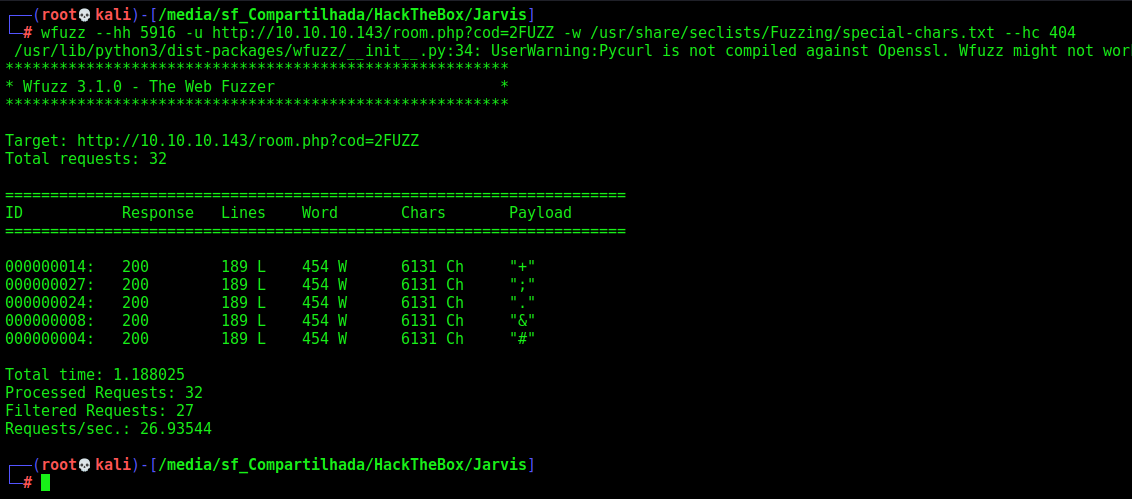 ┌──(root💀kali)-[/media/sf_Compartilhada/HackTheBox/Jarvis]
└─# wfuzz --hh 5916 -u http://10.10.10.143/room.php?cod=2FUZZ -w /usr/share/seclists/Fuzzing/special-chars.txt --hc 404
 /usr/lib/python3/dist-packages/wfuzz/__init__.py:34: UserWarning:Pycurl is not compiled against Openssl. Wfuzz might not wor
********************************************************
* Wfuzz 3.1.0 - The Web Fuzzer                         *
********************************************************

Target: http://10.10.10.143/room.php?cod=2FUZZ
Total requests: 32

=====================================================================
ID           Response   Lines    Word       Chars       Payload
=====================================================================

000000014:   200        189 L    454 W      6131 Ch     "+"
000000027:   200        189 L    454 W      6131 Ch     ";"
000000024:   200        189 L    454 W      6131 Ch     "."
000000008:   200        189 L    454 W      6131 Ch     "&"
000000004:   200        189 L    454 W      6131 Ch     "#"

Total time: 1.188025
Processed Requests: 32
Filtered Requests: 27
Requests/sec.: 26.93544

┌──(root💀kali)-[/media/sf_Compartilhada/HackTheBox/Jarvis]
└─#